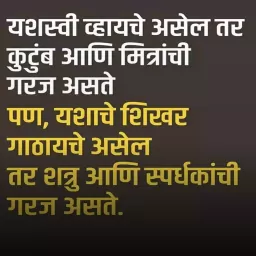 यशस्वी व्हायचे असेल तर
कुटुंब आणि मित्रांची
गरज असते
पण, यशाचे शिखर
गाठायचे असेल
तर शत्रु आणि स्पर्धकांची
गरज असते.